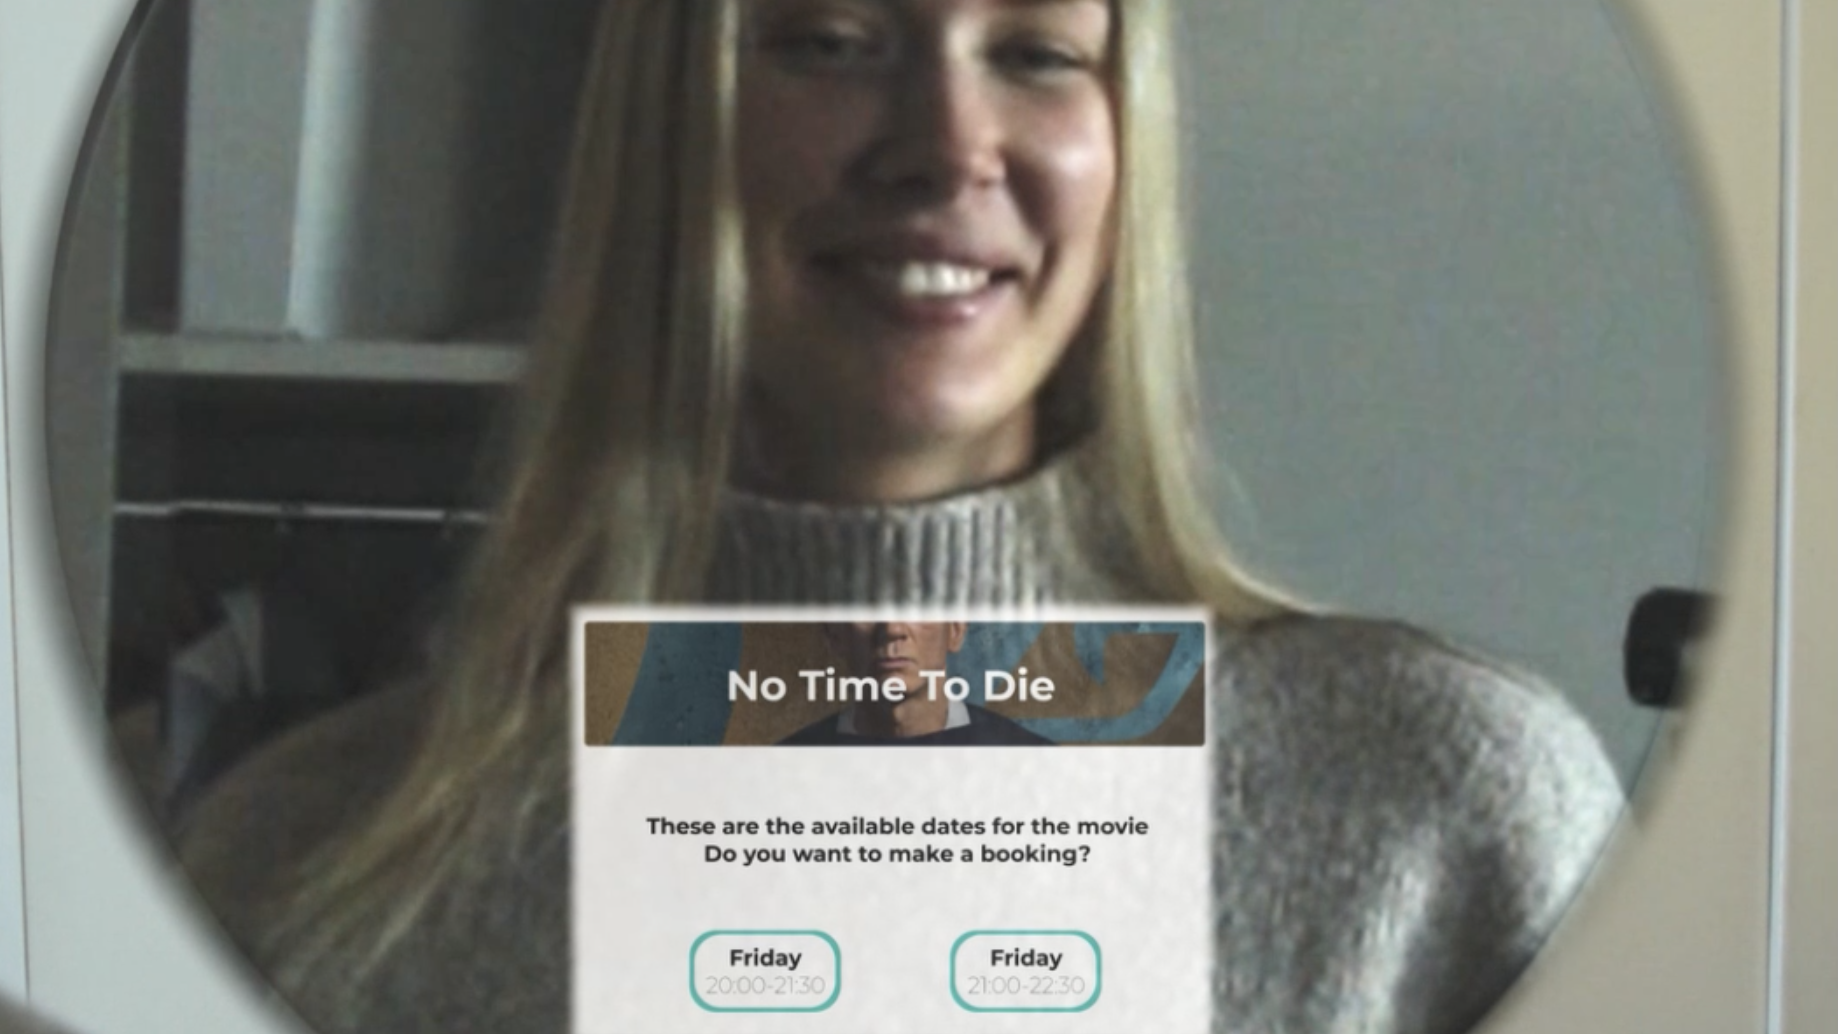 No Time To Die
These are the available dates for the movie
Do you want to make a booking?
Friday
20:00-21:30
Friday
21:00-22:30